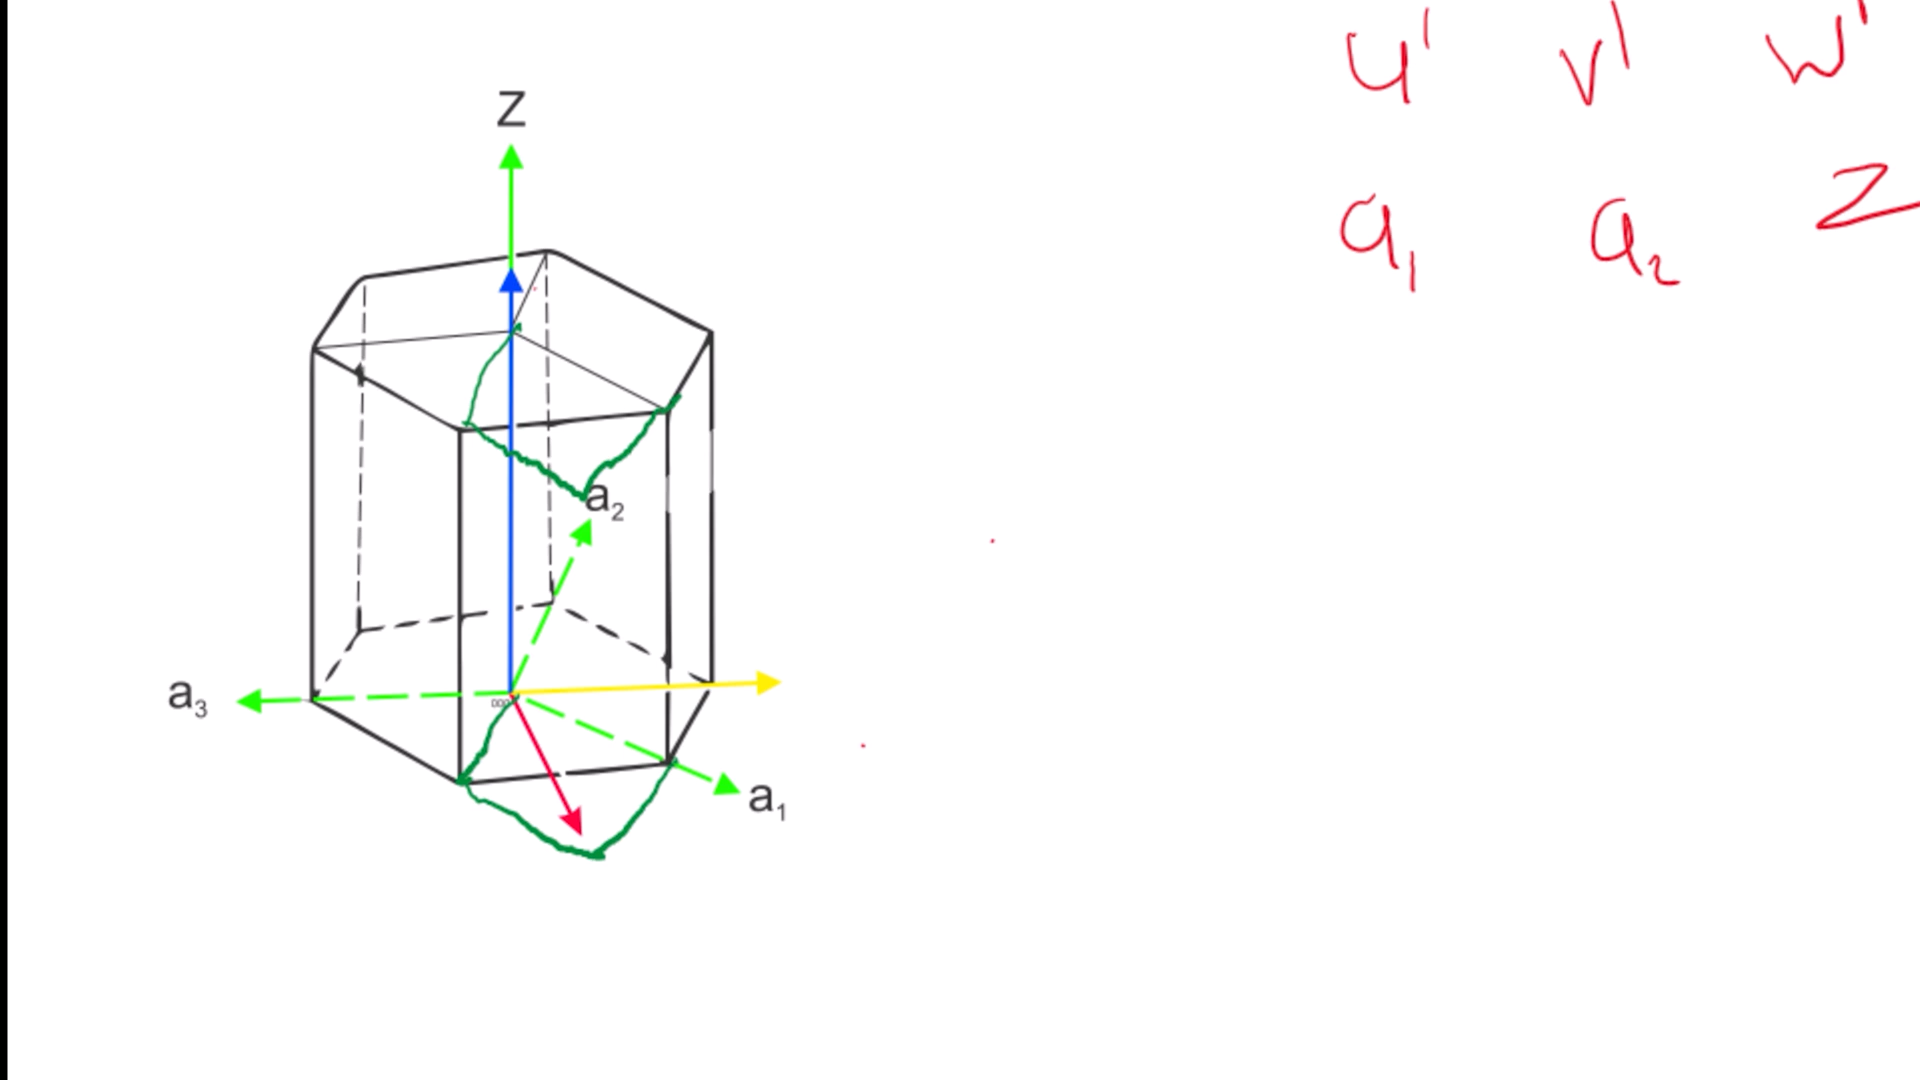 u' v' w'
Z
a₁ a₂ Z
a₂
a₃
a₁